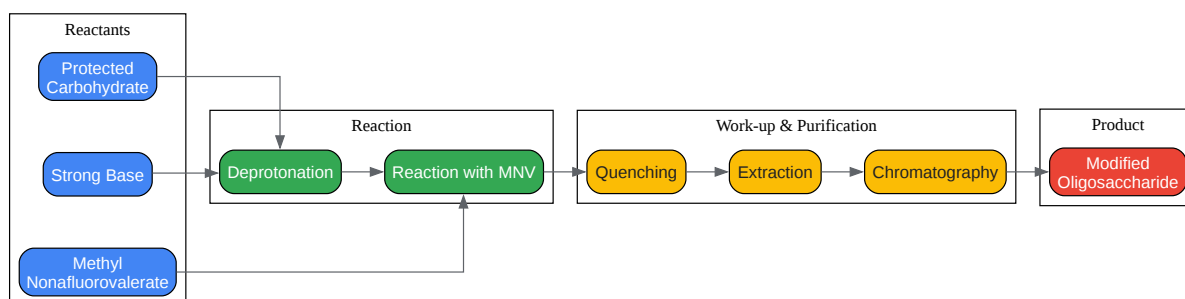 Reactants
Protected
Carbohydrate
Strong Base
Methyl
Nonafluorovalerate
Reaction
Deprotonation
Reaction with MNV
Work-up & Purification
Quenching
Extraction
Chromatography
Product
Modified
Oligosaccharide